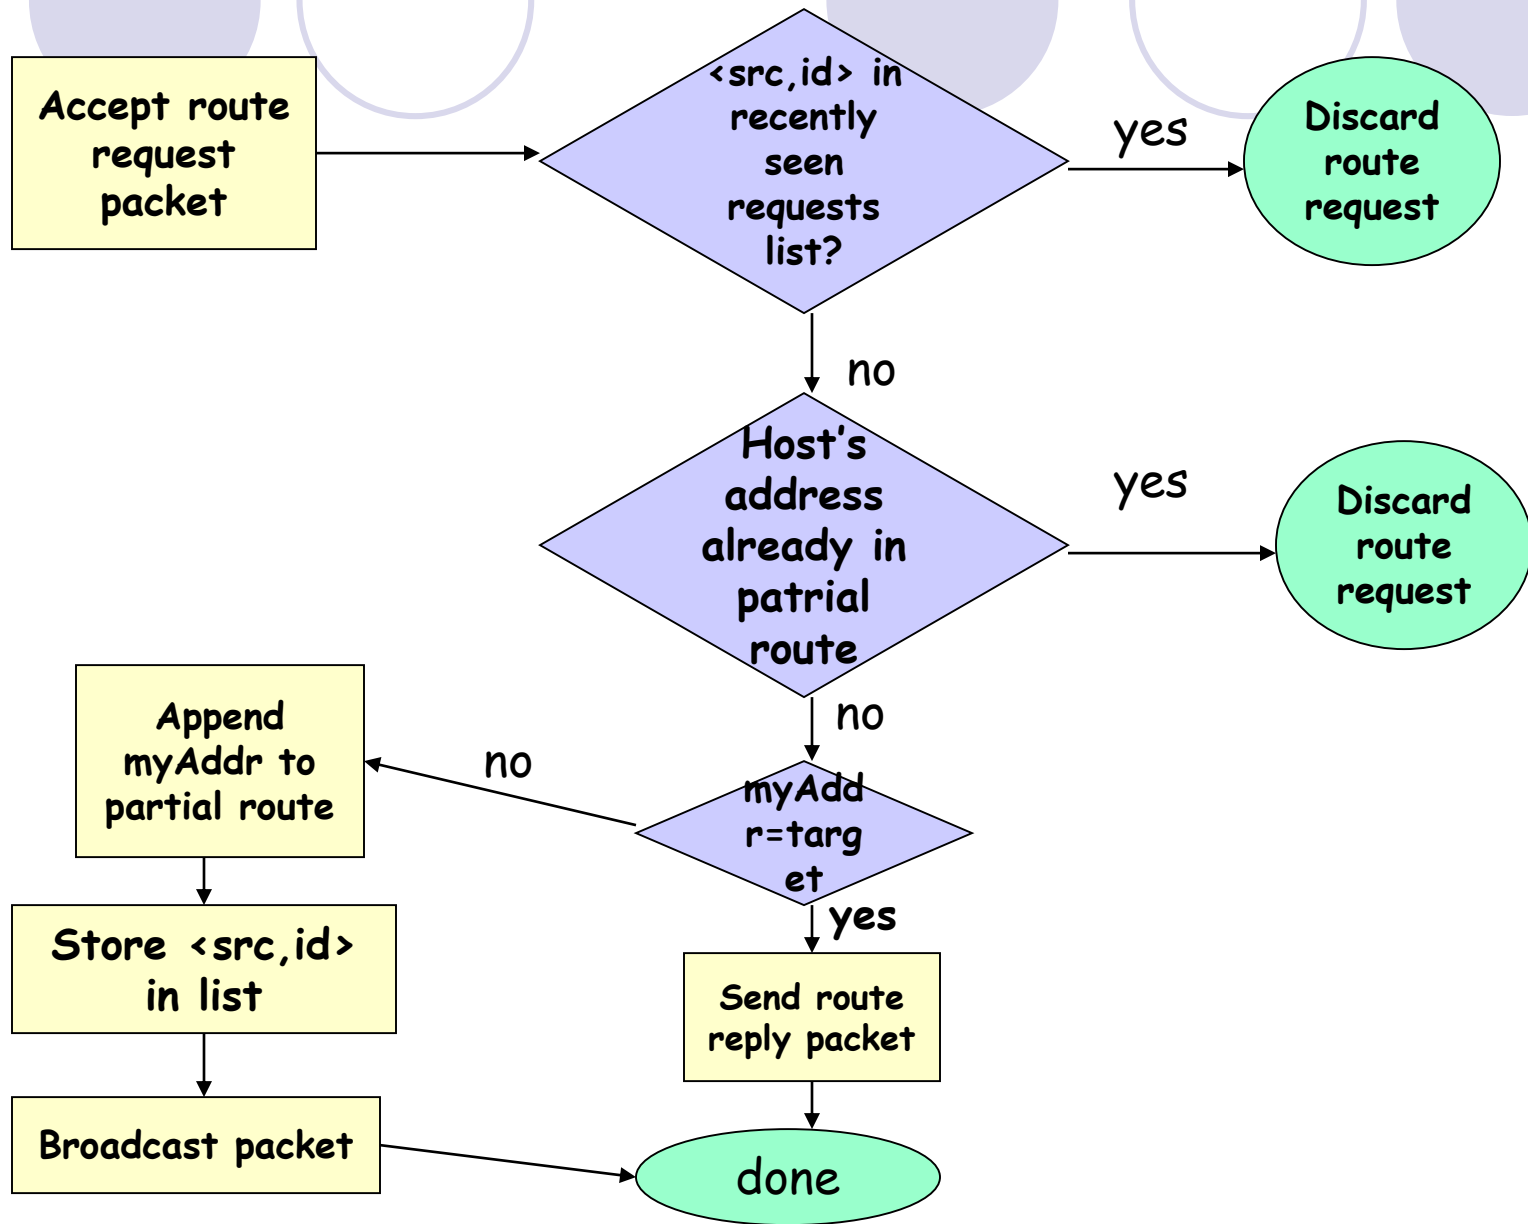 Accept route
request
packet
<src,id> in
recently
seen
requests
list?
yes
Discard
route
request
no
Host's
address
already in
patrial
route
yes
Discard
route
request
no
myAdd
r=targ
et
no
Append
myAddr to
partial route
yes
Store <src,id>
in list
Send route
reply packet
Broadcast packet
done